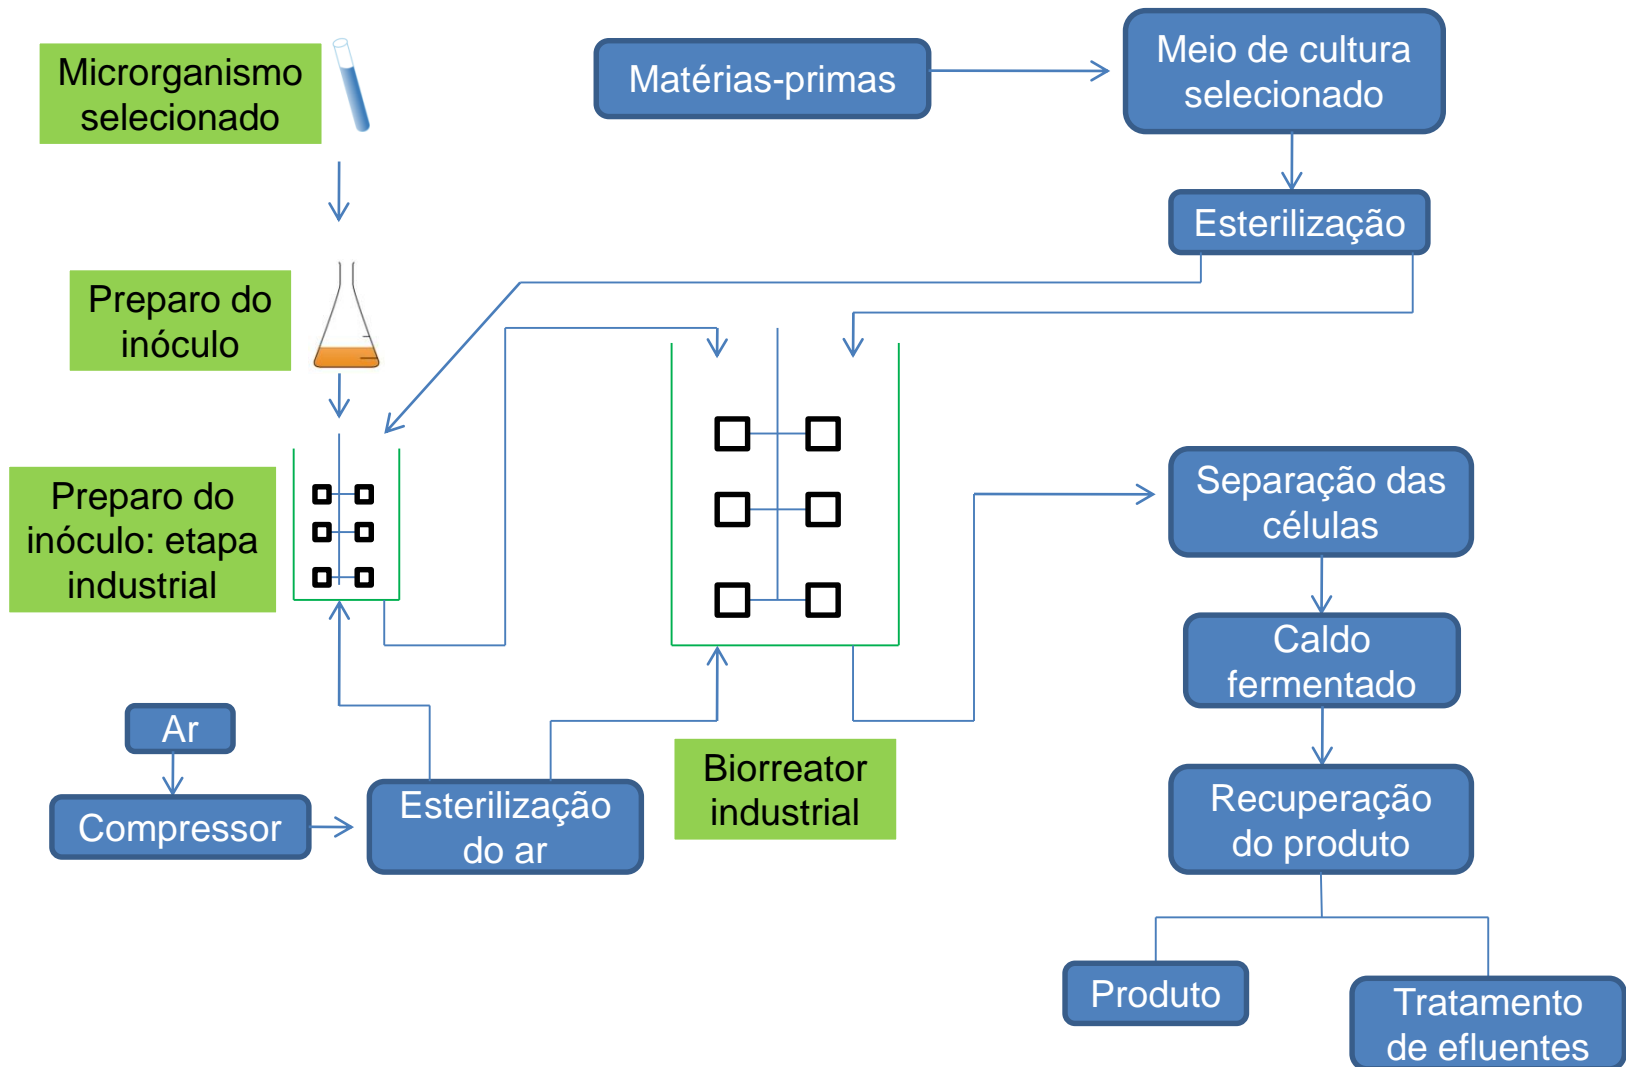 Microrganismo
selecionado
Matérias-primas
Meio de cultura
selecionado
Esterilização
Preparo do
inóculo
Preparo do
inóculo: etapa
industrial
Separação das
células
Caldo
fermentado
Ar
Compressor
Esterilização
do ar
Biorreator
industrial
Recuperação
do produto
Produto
Tratamento
de efluentes